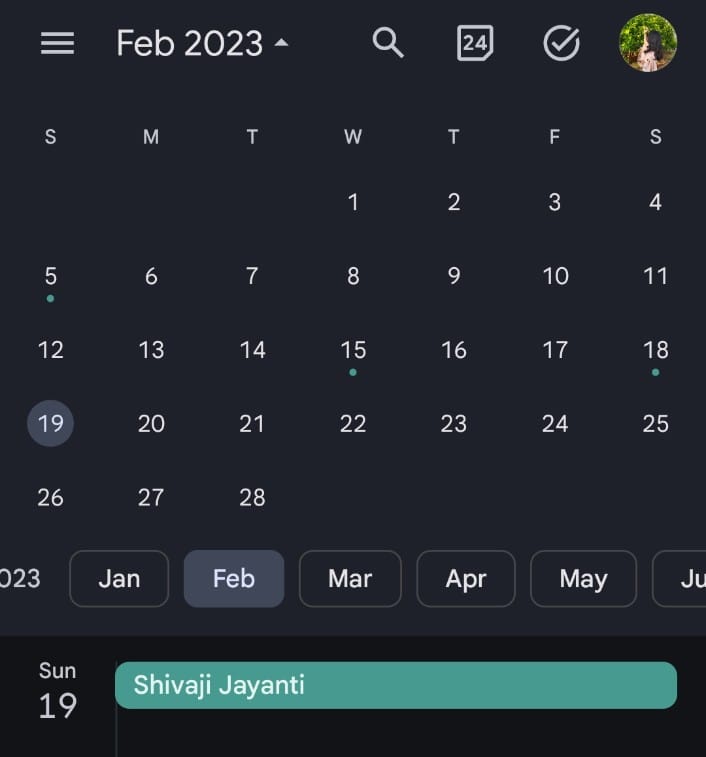 Feb 2023 24
S M T W T F S
1 2 3 4
5 6 7 8 9 10 11
12 13 14 15 16 17 18
19 20 21 22 23 24 25
26 27 28
023 Jan Feb Mar Apr May Ju
Sun
19
Shivaji Jayanti